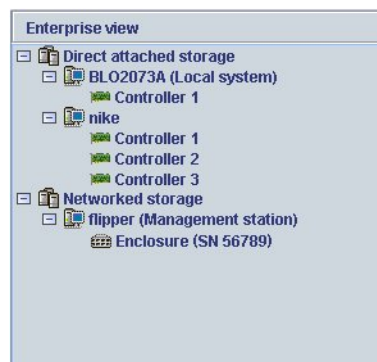 Enterprise view
Direct attached storage
BLO2073A (Local system)
Controller 1
nike
Controller 1
Controller 2
Controller 3
Networked storage
flipper (Management station)
Enclosure (SN 56789)